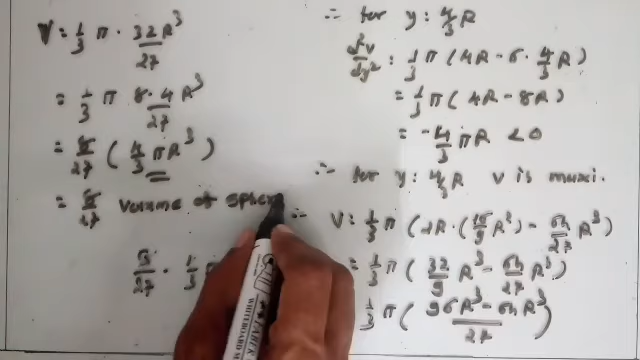 V = 1/3 π · 32R³/27
= 1/3 π 8·4R³/27
= 8/27 (4/3 πR³)
= 8/27 volume of sphere
8/27 · 1/3
∴ for y = 4/3 R
d²v/dy² = 1/3 π (4R - 6 · 4/3 R)
= 1/3 π (4R - 8R)
= -4/3 πR < 0
∴ for y = 4/3 R v is maxi.
∴ V = 1/3 π (2R · (16/9 R²) - 64/27 R³)
= 1/3 π (32/9 R³ - 64/27 R³)
1/3 π (96R³ - 64R³/27)
WHITEBOARD M